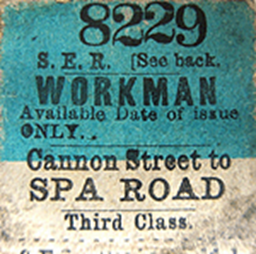 8229
S. E. R. [See back.
WORKMAN
Available Date of issue
ONLY..
Cannon Street to
SPA ROAD
Third Class.